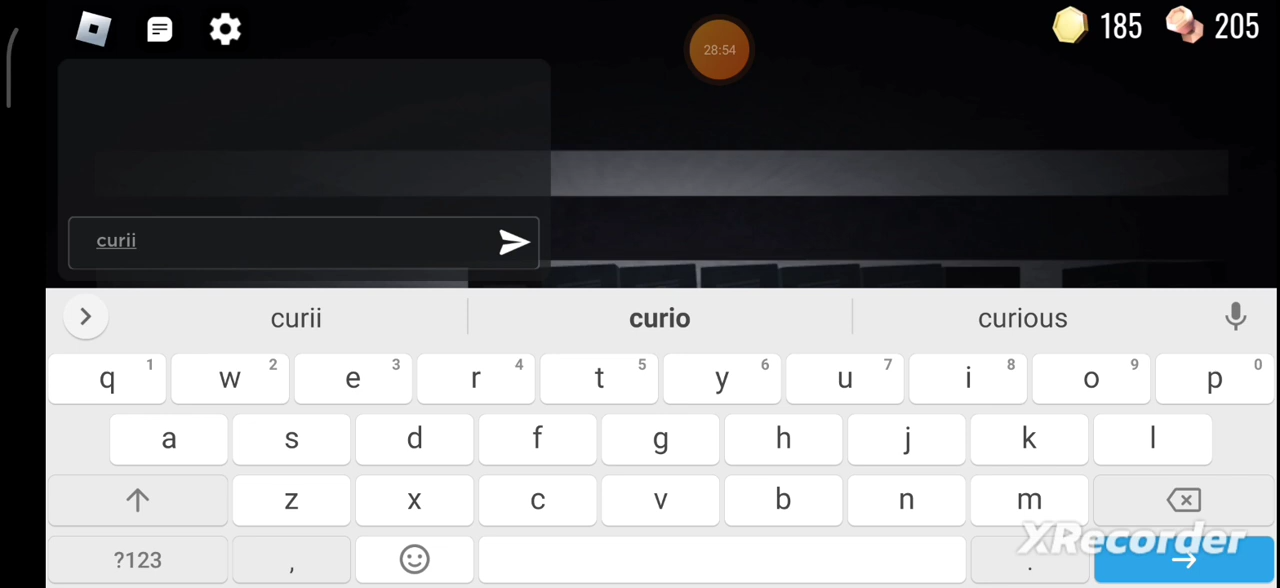 28:54
185
205
curii
curii curio curious
q 1 w 2 e 3 r 4 t 5 y 6 u 7 i 8 o 9 p 0
a s d f g h j k l
z x c v b n m
XRecorder
?123 , .